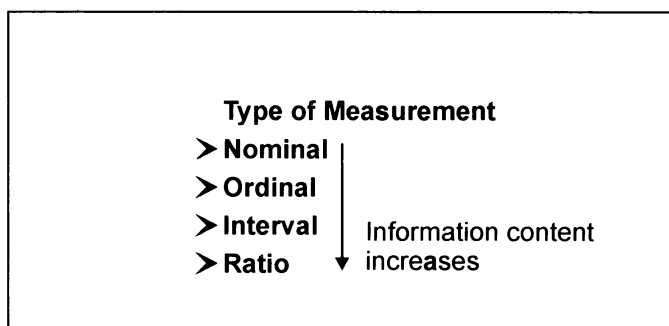 Type of Measurement
➤ Nominal
➤ Ordinal
➤ Interval
➤ Ratio
Information content
increases